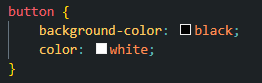 button {
    background-color: black;
    color: white;
}